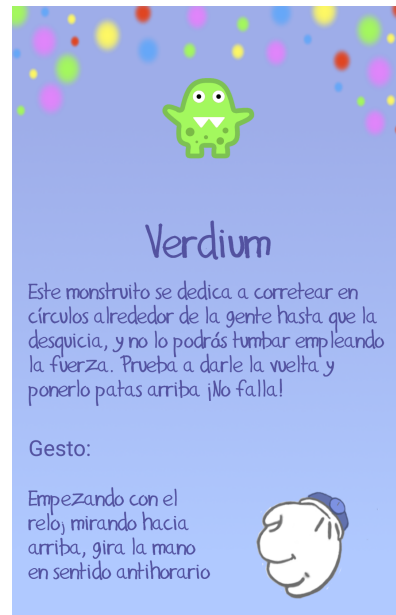 Verdium
Este monstruito se dedica a corretear en
círculos alrededor de la gente hasta que la
desquicia, y no lo podrás tumbar empleando
la fuerza. Prueba a darle la vuelta y
ponerlo patas arriba ¡No falla!
Gesto:
Empezando con el
reloj mirando hacia
arriba, gira la mano
en sentido antihorario